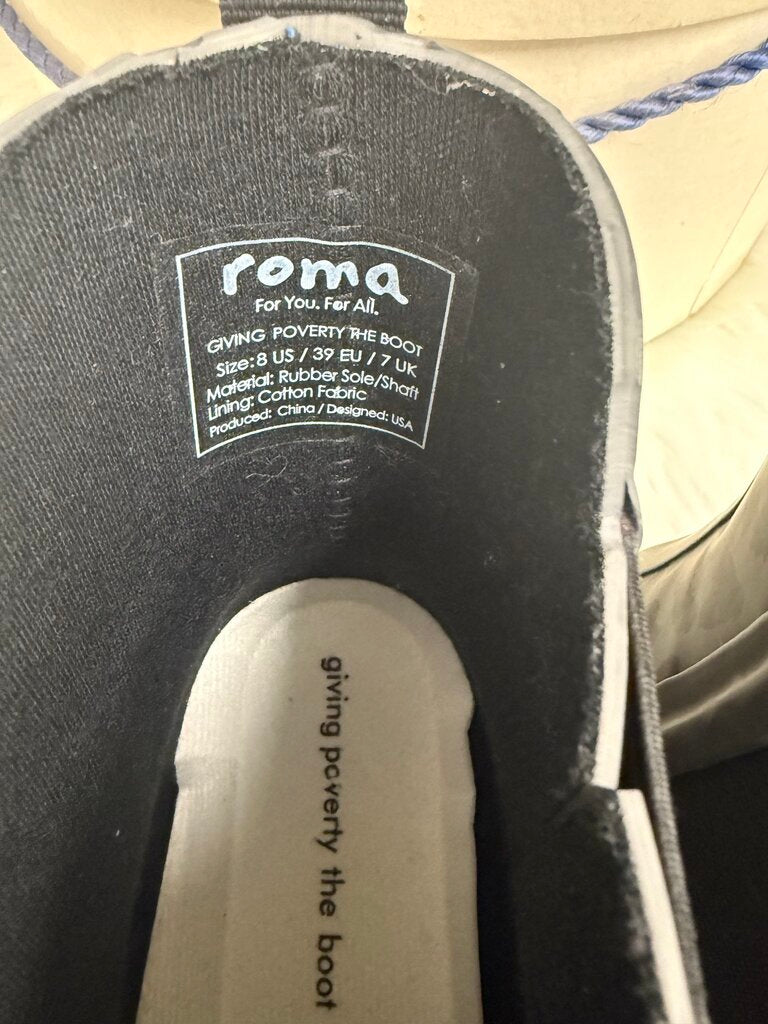 roma
For You. For All.
GIVING POVERTY THE BOOT
Size: 8 US / 39 EU / 7 UK
Material: Rubber Sole/Shaft
Lining: Cotton Fabric
Produced: China / Designed: USA
giving poverty the boot